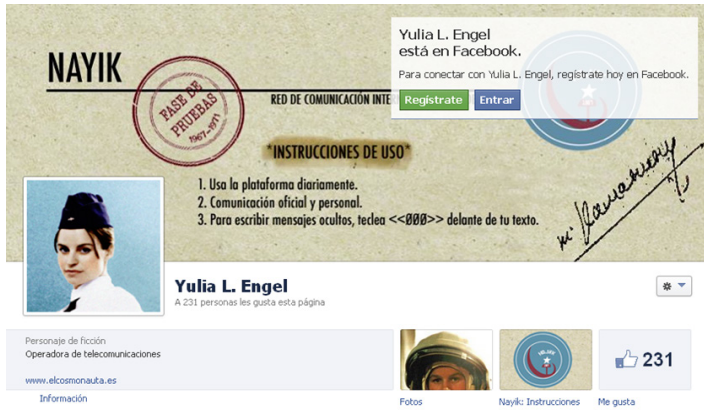 Yulia L. Engel
está en Facebook.
Para conectar con Yulia L. Engel, regístrate hoy en Facebook.
Regístrate Entrar
NAYIK
FASE DE
PRUEBAS
1967-1971
RED DE COMUNICACIÓN INTE
*INSTRUCCIONES DE USO*
1. Usa la plataforma diariamente.
2. Comunicación oficial y personal.
3. Para escribir mensajes ocultos, teclea <<000>> delante de tu texto.
Yulia L. Engel
A 231 personas les gusta esta página
Personaje de ficción
Operadora de telecomunicaciones
www.elcosmonauta.es
Información
231
Fotos
Nayik: Instrucciones
Me gusta